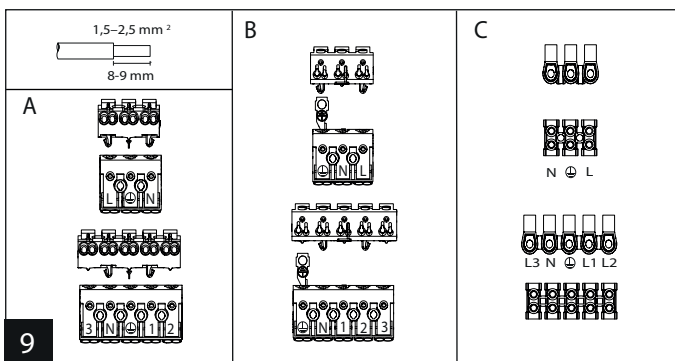 1,5–2,5 mm ²
8-9 mm
A
L ⏚ N
3 N ⏚ 1 2
B
⏚ N L
⏚ N 1 2 3
C
N ⏚ L
L3 N ⏚ L1 L2
9